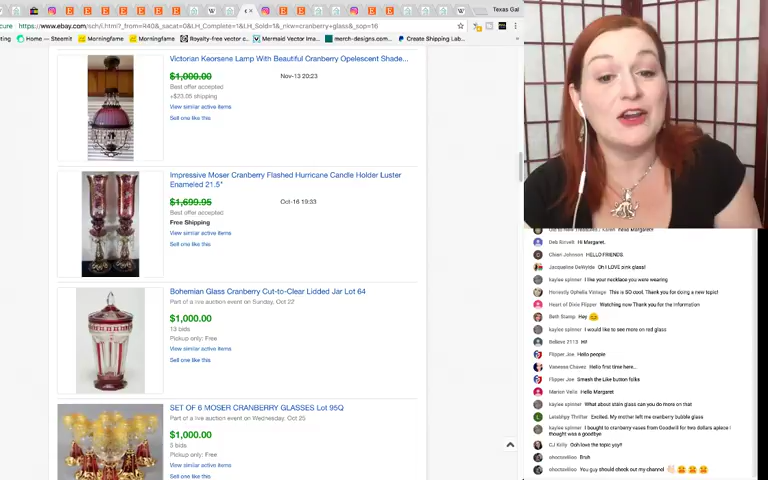 Texas Gal
cure https://www.ebay.com/sch/i.html?_from=R40&_sacat=0&LH_Complete=1&LH_Sold=1&_nkw=cranberry+glass&_sop=16
ting Home — Steemit Morningfame Morningfame Royalty-free vector c... Mermaid Vector Ima... merch-designs.com... Create Shipping Lab...
Victorian Kerosene Lamp With Beautiful Cranberry Opelescent Shade...
$1,000.00 Nov-13 20:23
Best offer accepted
+$23.05 shipping
View similar active items
Sell one like this
Impressive Moser Cranberry Flashed Hurricane Candle Holder Luster
Enameled 21.5"
$1,699.95 Oct-16 19:33
Best offer accepted
Free Shipping
View similar active items
Sell one like this
Bohemian Glass Cranberry Cut-to-Clear Lidded Jar Lot 64
Part of a live auction event on Sunday, Oct 22
$1,000.00
13 bids
Pickup only: Free
View similar active items
Sell one like this
SET OF 6 MOSER CRANBERRY GLASSES Lot 95Q
Part of a live auction event on Wednesday, Oct 25
$1,000.00
3 bids
Pickup only: Free
View similar active items
Sell one like this
Hello Margaret!
Deb Rinvelt Hi Margaret.
Chian Johnson HELLO FRIENDS.
Jacqueline DeWylde Oh I LOVE pink glass!
kaylee spinner I like your necklace you were wearing
Honestly Ophelia Vintage This is SO cool. Thank you for doing a new topic!
Heart of Dixie Flipper Watching now Thank you for the information
Beth Stamp Hey 😊
kaylee spinner I would to see more on red glass
Believe 2113 Hi!
Flipper Joe Hello people
Vanessa Chavez Hello first time here...
Flipper Joe Smash the Like button folks
Marion Velle Hello Margaret
kaylee spinner What about stain glass can you do more on that
Excited. My mother left me cranberry bubble glass
kaylee spinner I bought to cranberry vases from Goodwill for two dollars apiece I
thought was a goodbye
CJ Kelly Ooh love the topic yay!!
Bruh
You guy should check out my channel